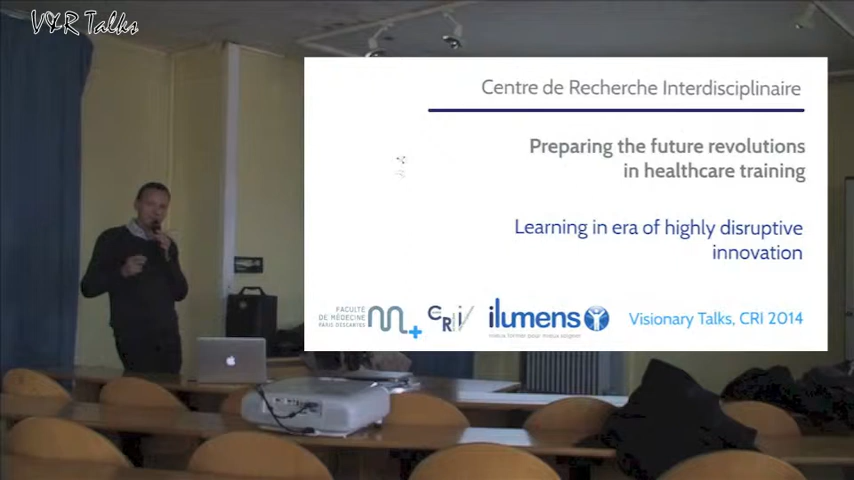 V&R Talks
Centre de Recherche Interdisciplinaire
Preparing the future revolutions
in healthcare training
Learning in era of highly disruptive
innovation
FACULTÉ
DE MÉDECINE
PARIS DESCARTES
CRI
ilumens
Visionary Talks, CRI 2014